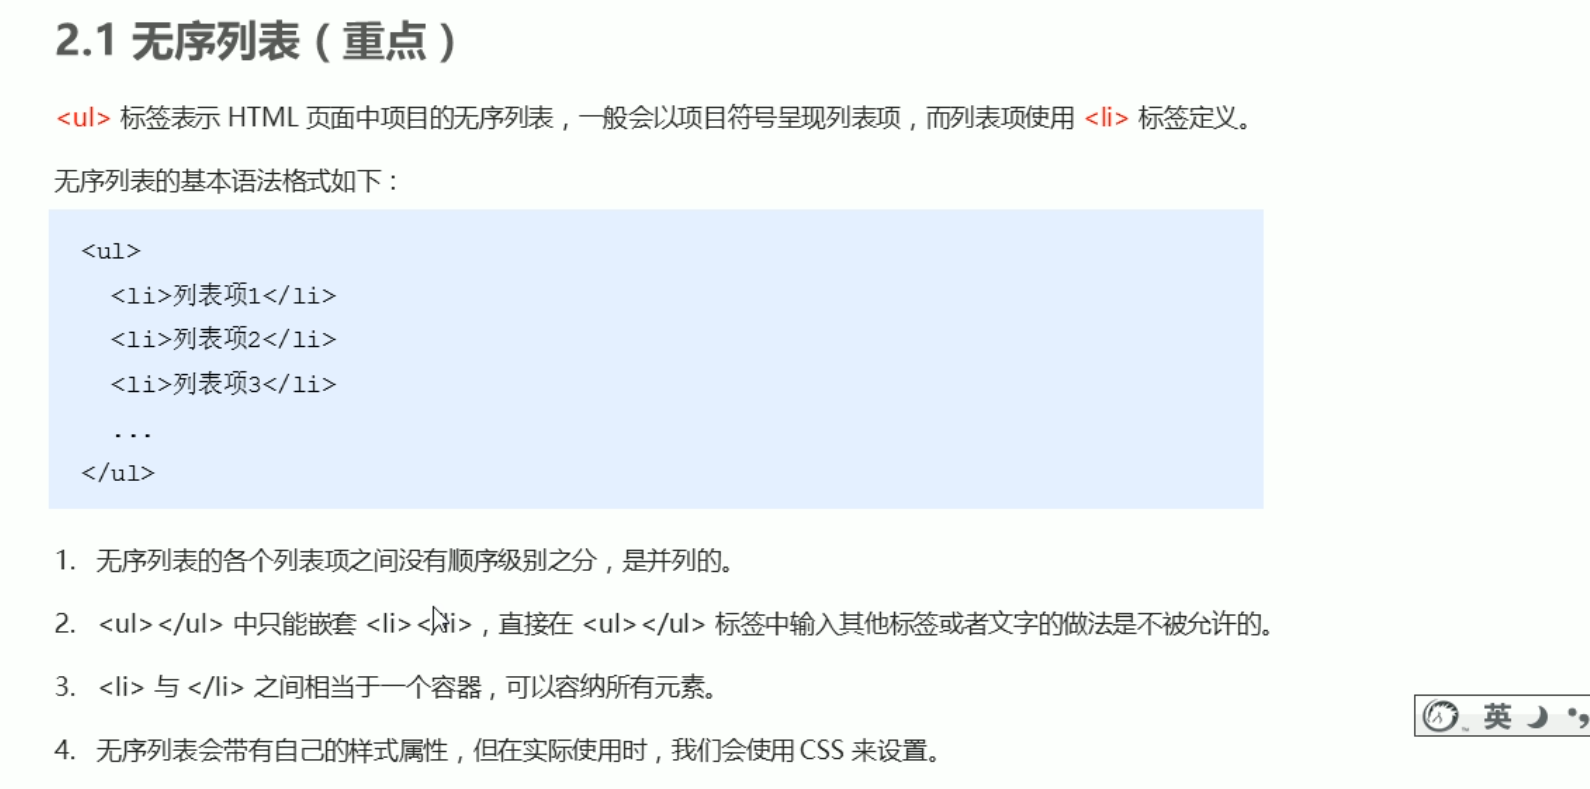 2.1 无序列表（重点）
<ul> 标签表示 HTML 页面中项目的无序列表，一般会以项目符号呈现列表项，而列表项使用 <li> 标签定义。
无序列表的基本语法格式如下：
<ul>
<li>列表项1</li>
<li>列表项2</li>
<li>列表项3</li>
...
</ul>
1. 无序列表的各个列表项之间没有顺序级别之分，是并列的。
2. <ul></ul> 中只能嵌套 <li></li>，直接在 <ul></ul> 标签中输入其他标签或者文字的做法是不被允许的。
3. <li> 与 </li> 之间相当于一个容器，可以容纳所有元素。
4. 无序列表会带有自己的样式属性，但在实际使用时，我们会使用 CSS 来设置。
英